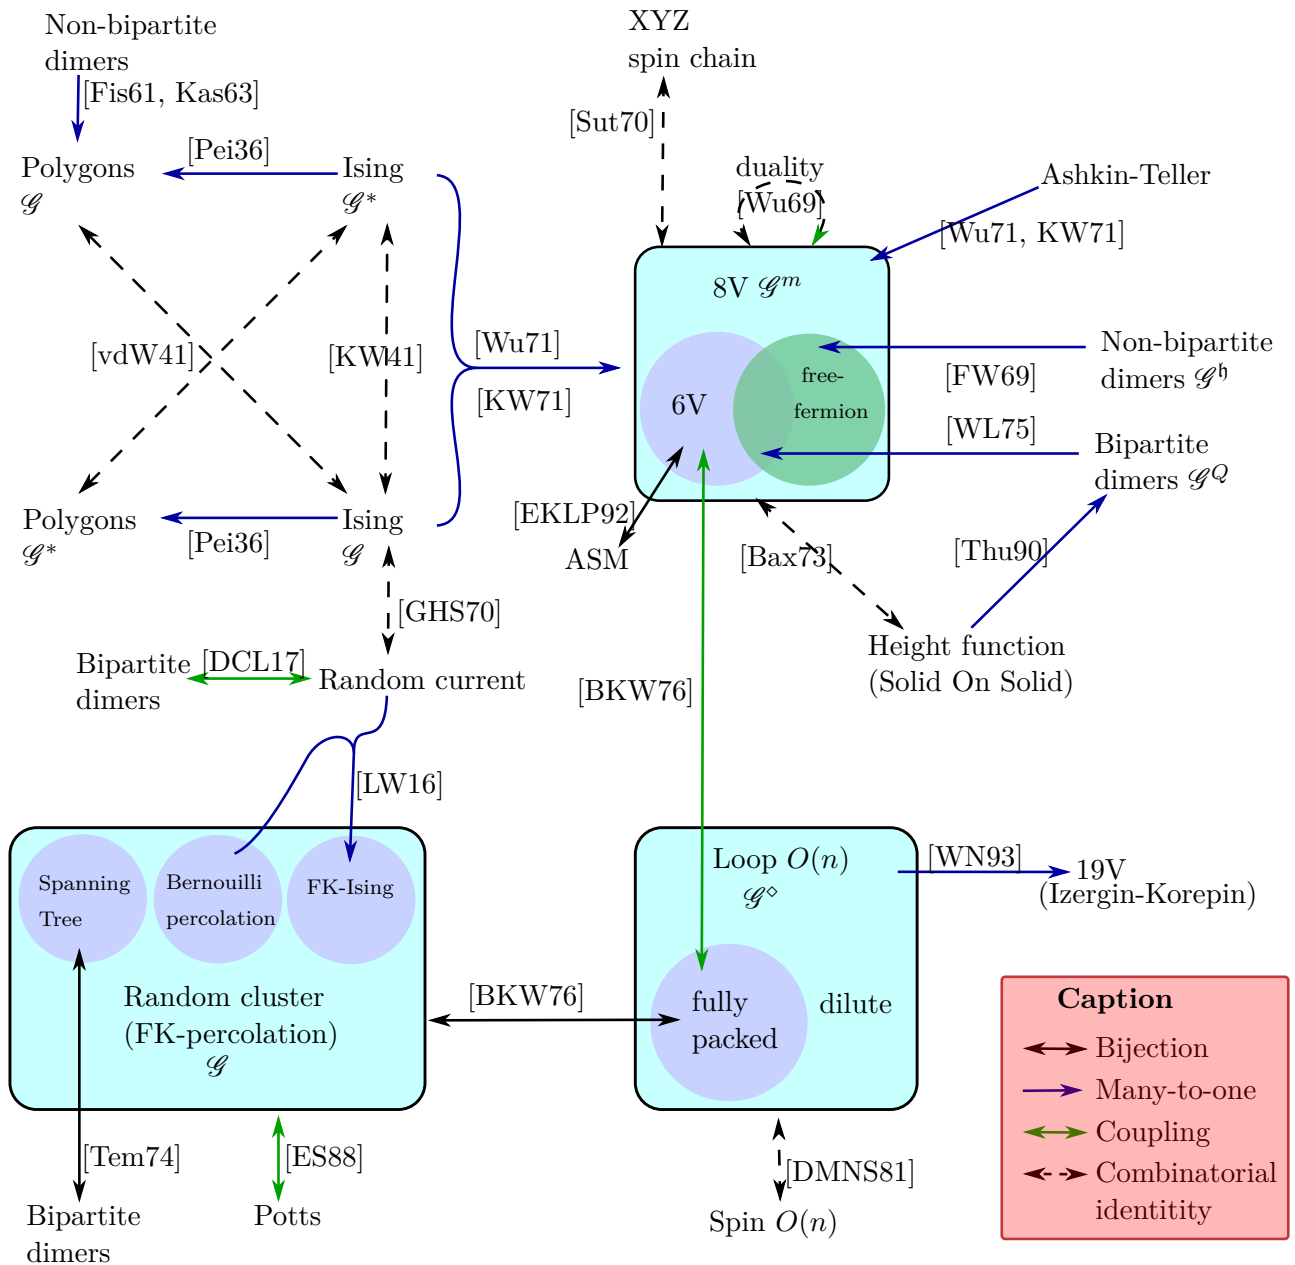 Non-bipartite
dimers
[Fis61, Kas63]
[Pei36]
Polygons
𝒢
Ising
𝒢*
[vdW41]
[KW41]
[Wu71]
[KW71]
Polygons
𝒢*
[Pei36]
Ising
𝒢
[GHS70]
Bipartite
dimers
[DCL17]
Random current
[LW16]
XYZ
spin chain
[Sut70]
duality
[Wu69]
Ashkin-Teller
[Wu71, KW71]
8V 𝒢ᵐ
6V
free-
fermion
Non-bipartite
dimers 𝒢^𝔥
[FW69]
[WL75]
Bipartite
dimers 𝒢^Q
[EKLP92]
ASM
[Bax73]
[Thu90]
Height function
(Solid On Solid)
[BKW76]
Spanning
Tree
Bernouilli
percolation
FK-Ising
Random cluster
(FK-percolation)
𝒢
[BKW76]
Loop O(n)
𝒢^⋄
fully
packed
dilute
[WN93]
19V
(Izergin-Korepin)
[Tem74]
Bipartite
dimers
[ES88]
Potts
[DMNS81]
Spin O(n)
Caption
Bijection
Many-to-one
Coupling
Combinatorial
identitity